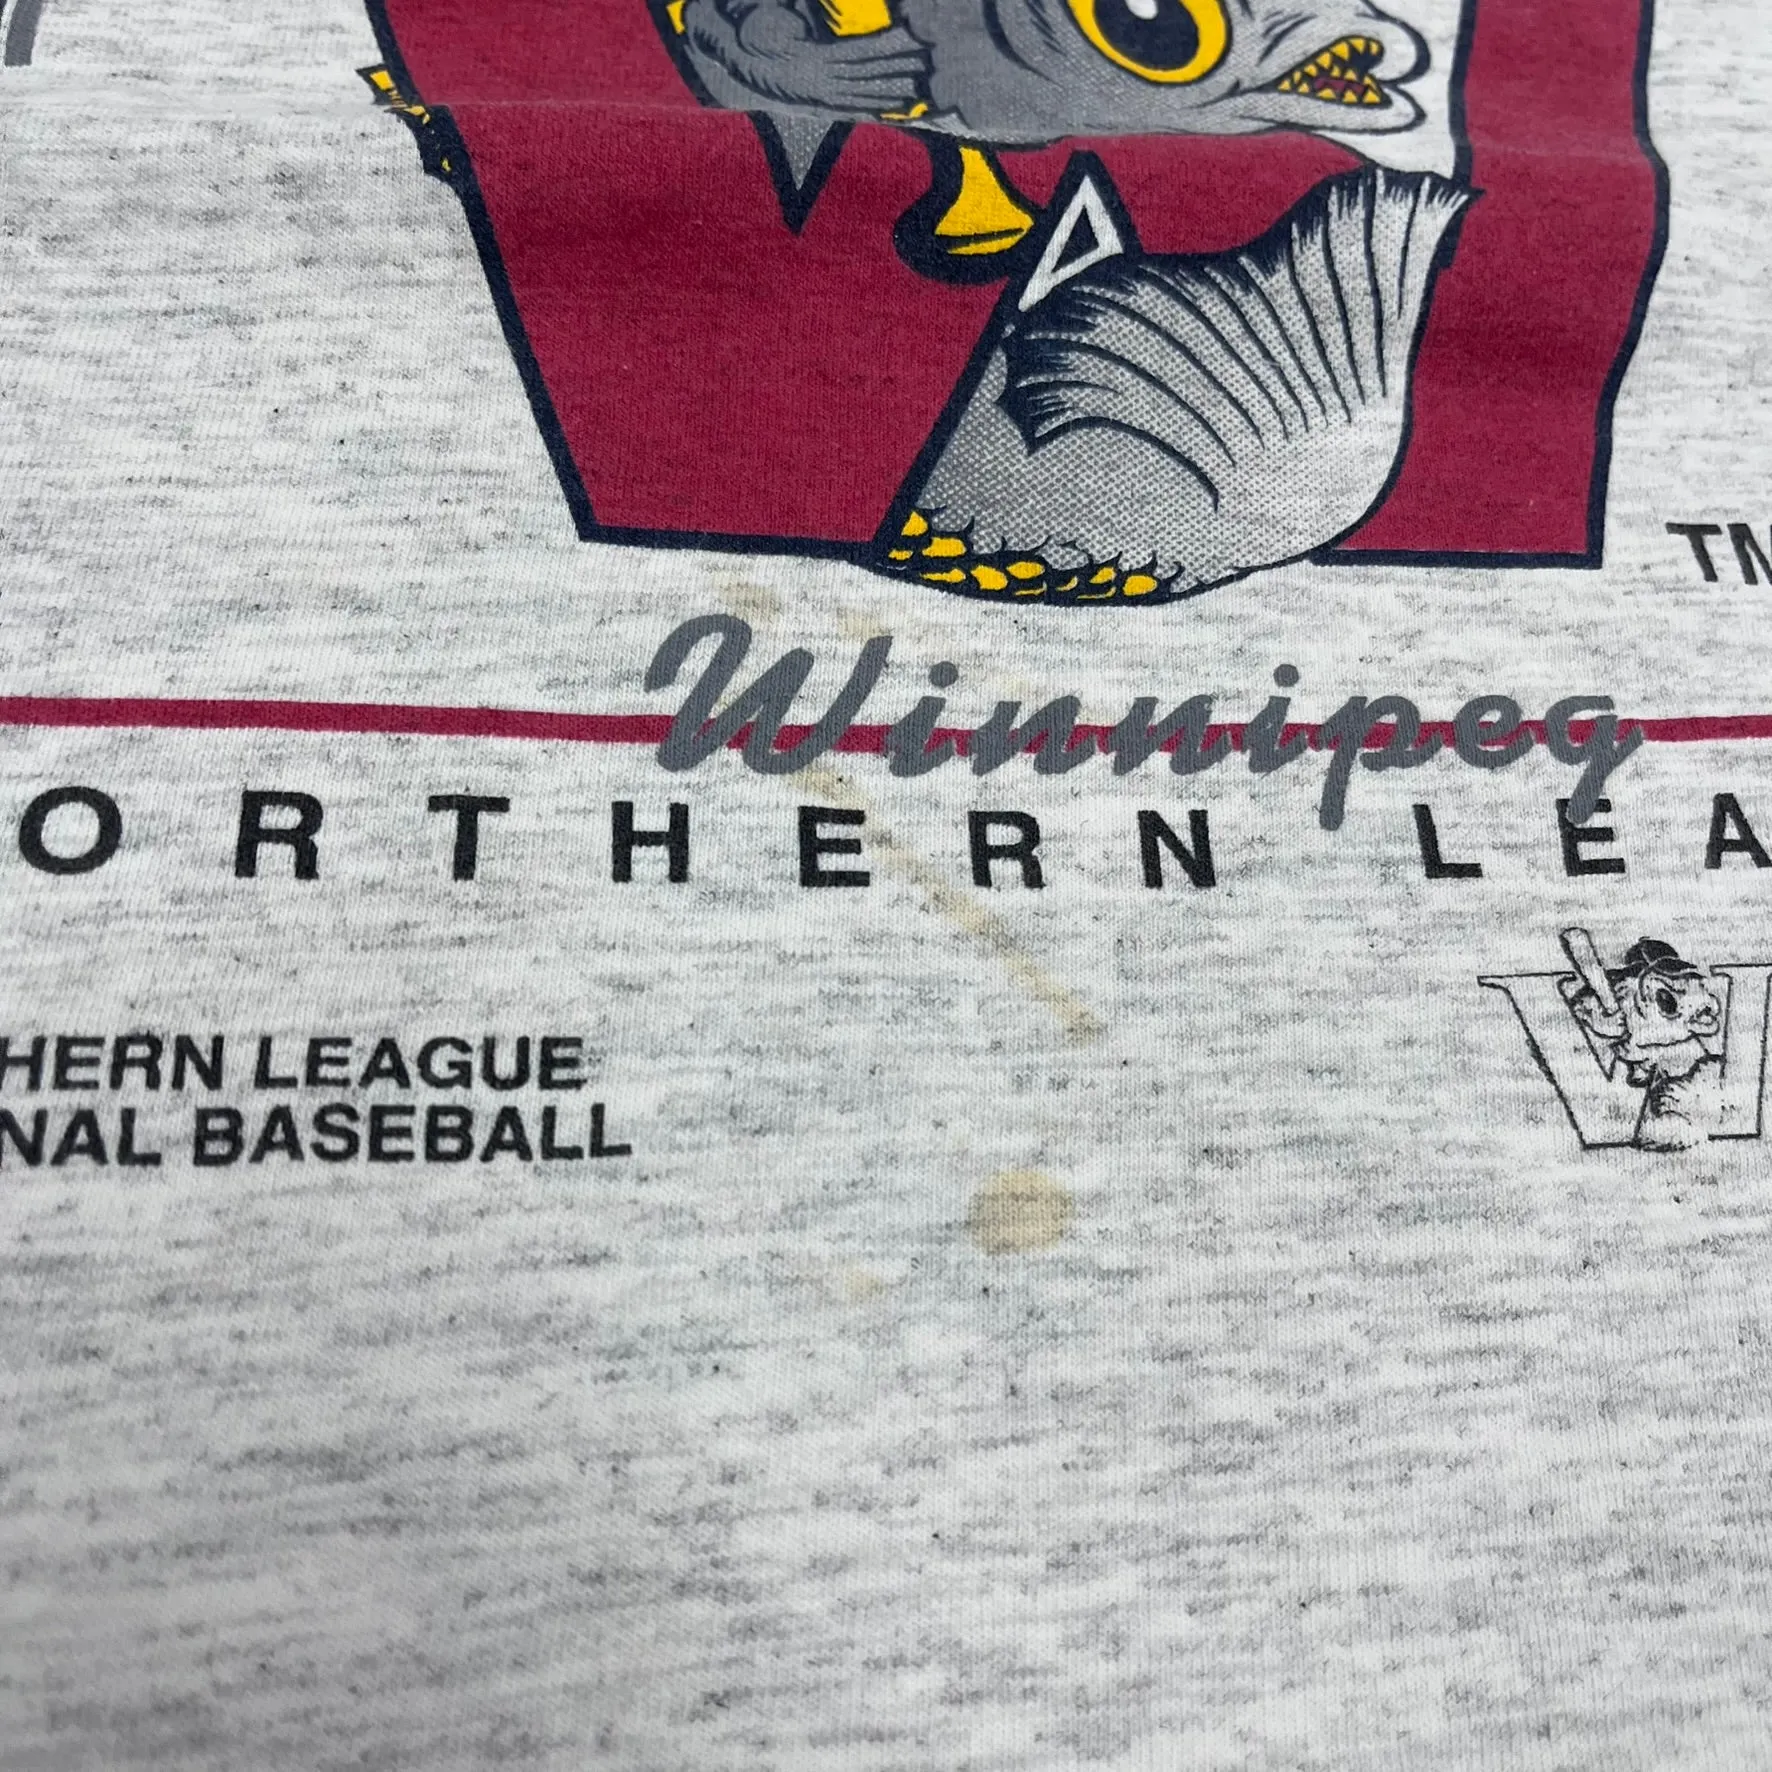 TM
Winnipeg
ORTHERN LEA
HERN LEAGUE
NAL BASEBALL